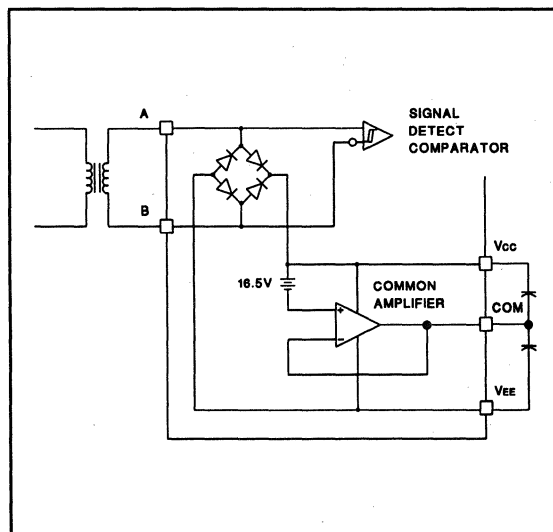 A
SIGNAL
DETECT
COMPARATOR
B
VCC
16.5V
COMMON
AMPLIFIER
COM
+
−
VEE